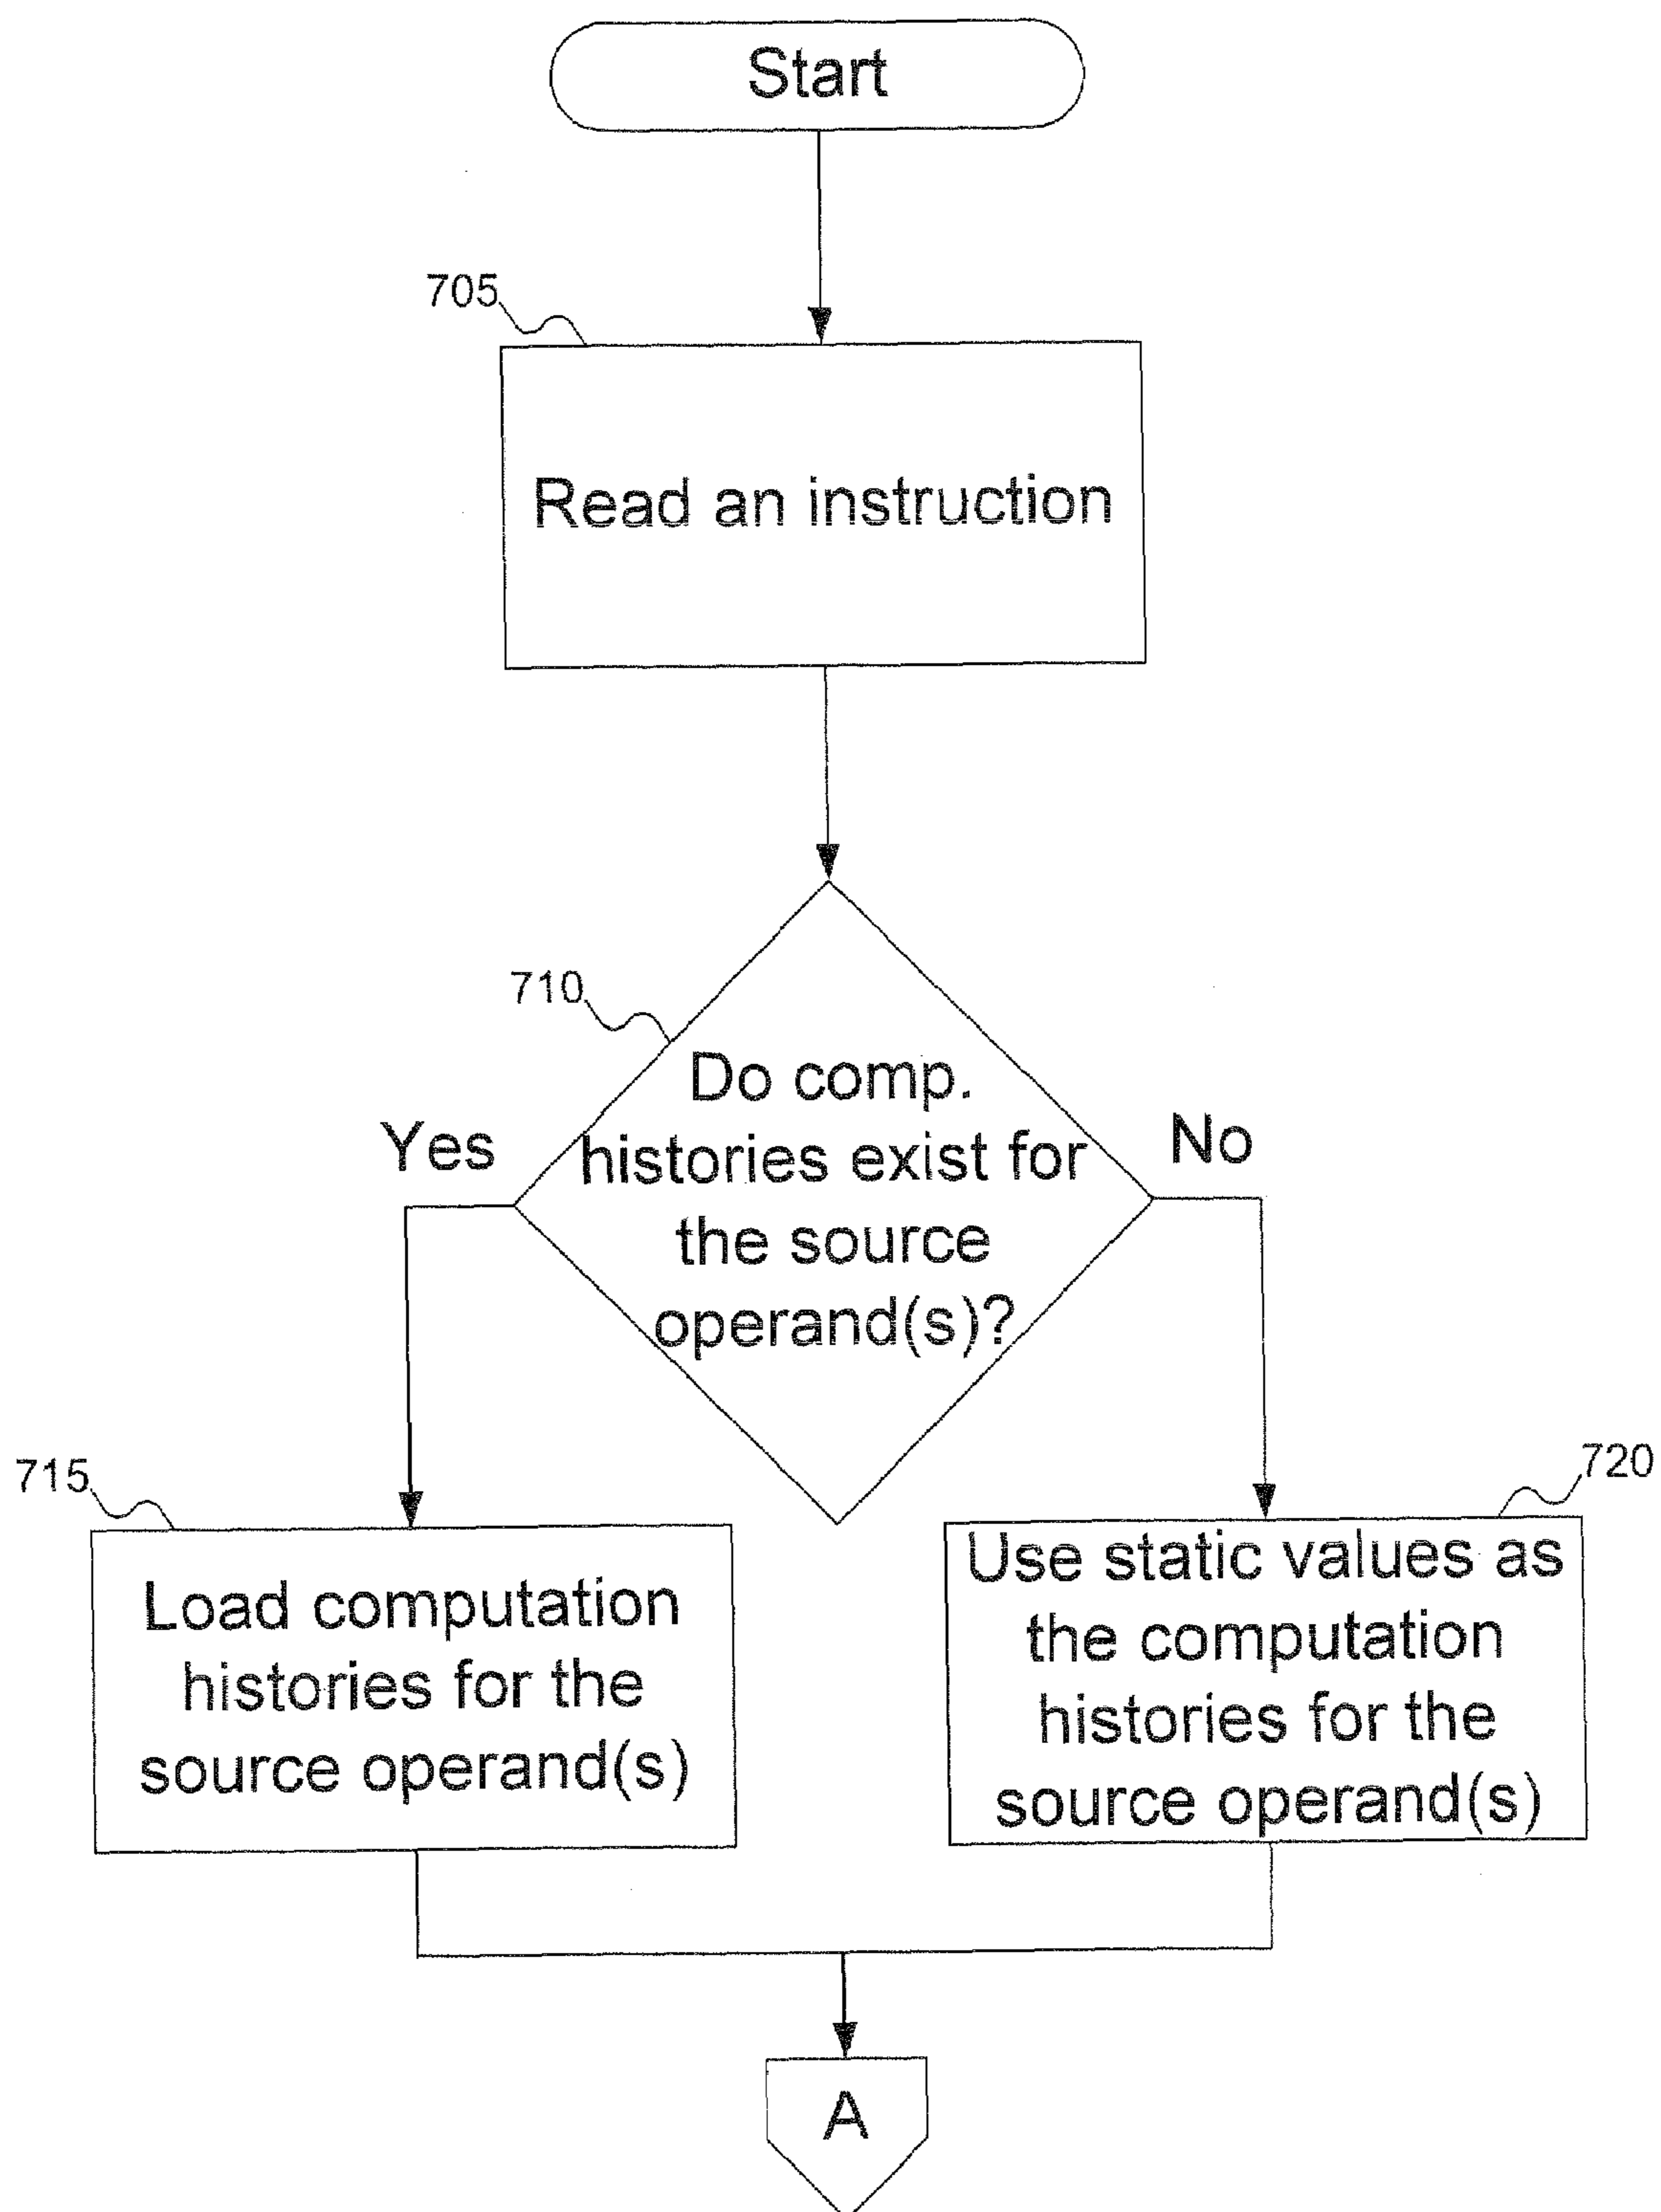 Start
705
Read an instruction
710
Do comp.
histories exist for
the source
operand(s)?
Yes
No
715
Load computation
histories for the
source operand(s)
720
Use static values as
the computation
histories for the
source operand(s)
A